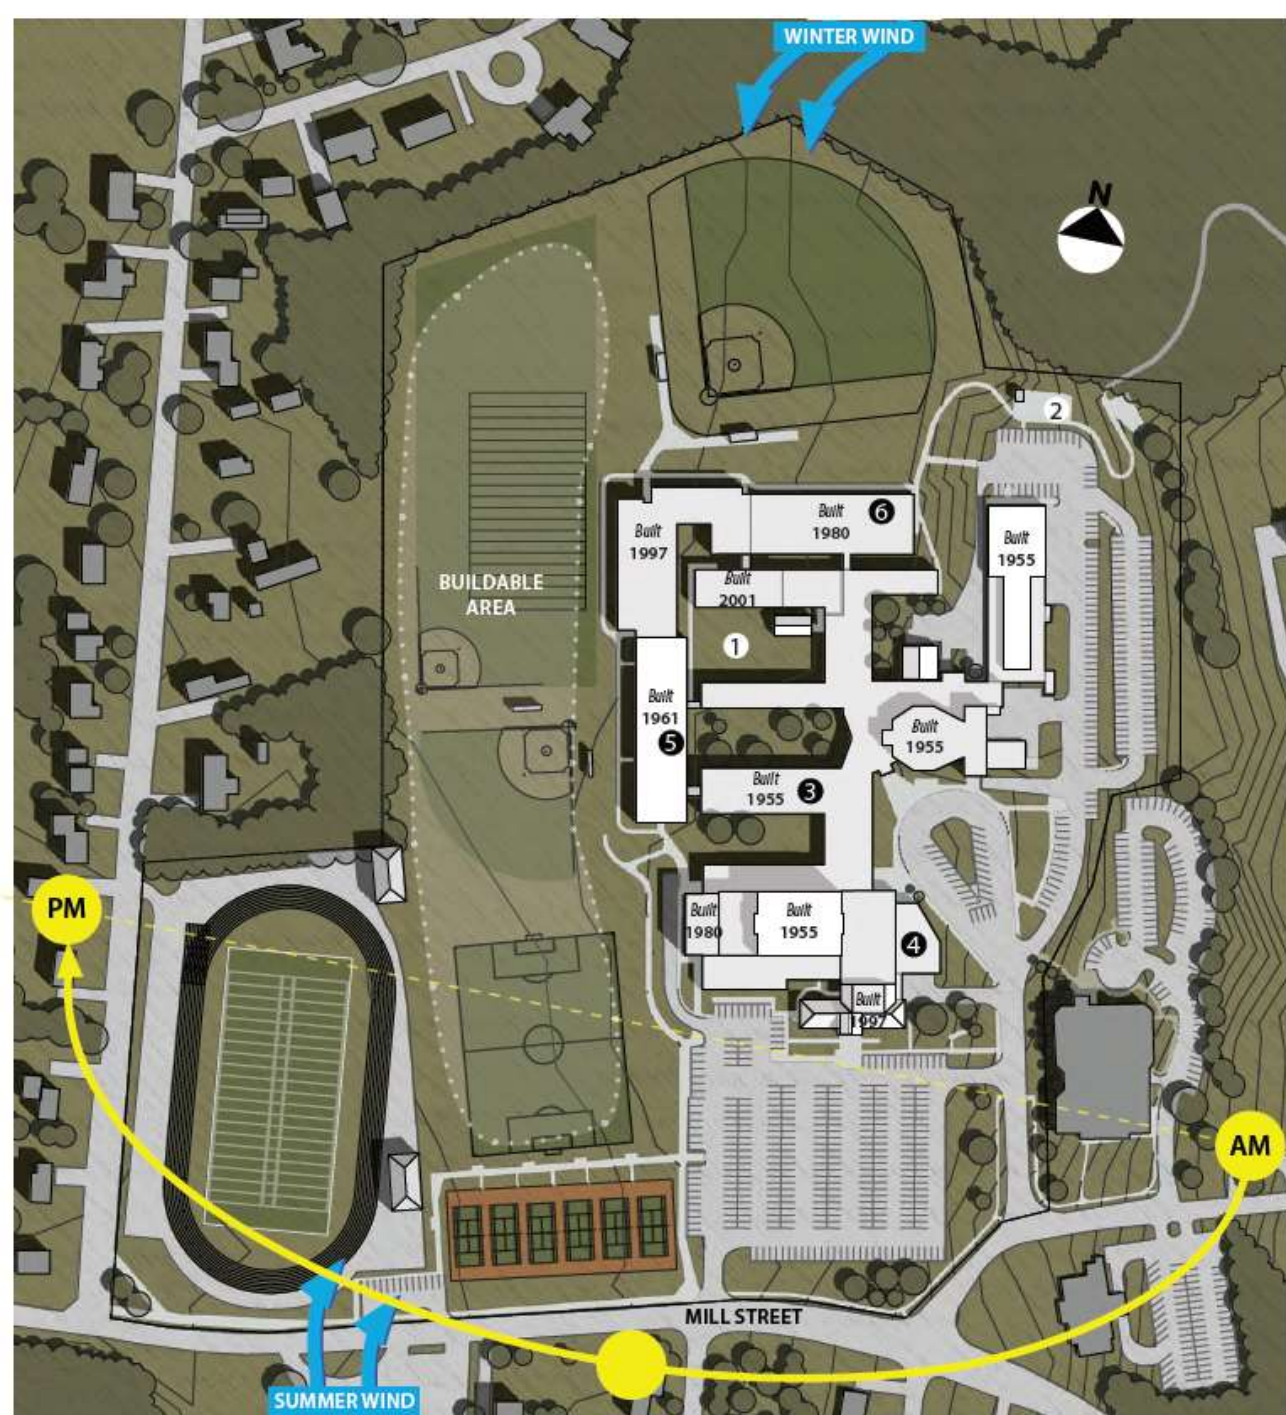 WINTER WIND
N
2
Built
1980
6
Built
1997
Built
1955
Built
2001
BUILDABLE
AREA
1
Built
1961
5
Built
1955
Built
1955
3
PM
Built
1980
Built
1955
4
Built
1997
AM
MILL STREET
SUMMER WIND